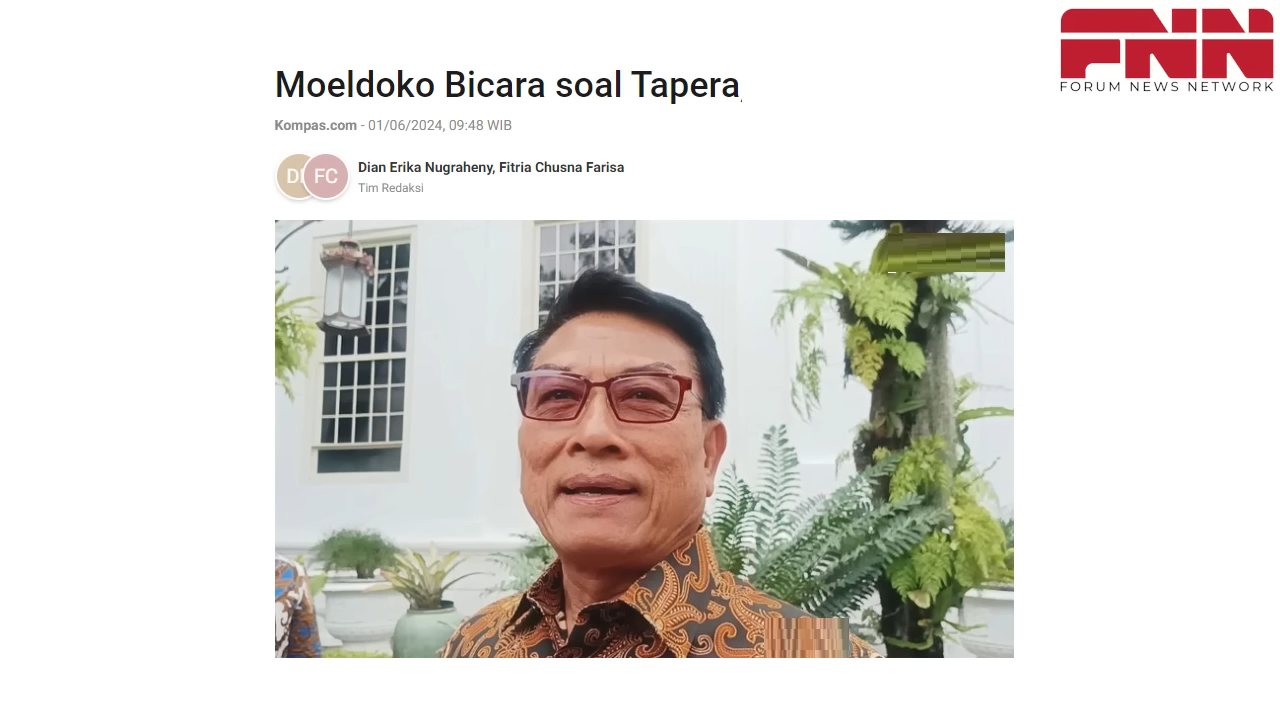 FNN
FORUM NEWS NETWORK
Moeldoko Bicara soal Tapera
Kompas.com - 01/06/2024, 09:48 WIB
FC
Dian Erika Nugraheny, Fitria Chusna Farisa
Tim Redaksi